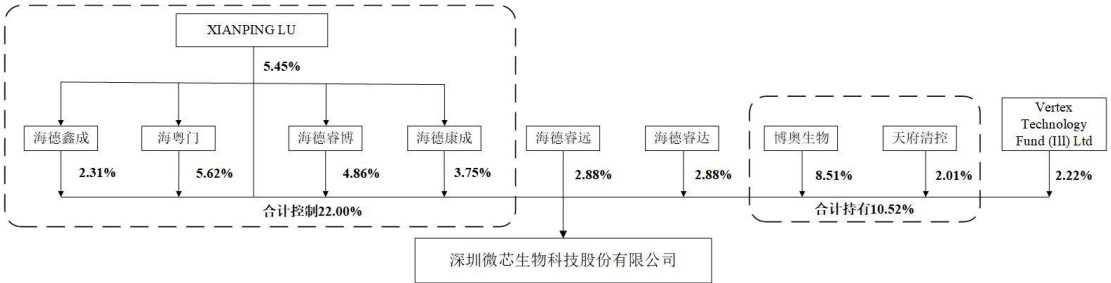 XIANPING LU
5.45%
海德鑫成
海粤门
海德睿博
海德康成
海德睿远
海德睿达
博奥生物
天府清控
Vertex
Technology
Fund (III) Ltd
2.31%
5.62%
4.86%
3.75%
2.88%
2.88%
8.51%
2.01%
2.22%
合计控制22.00%
合计持有10.52%
深圳微芯生物科技股份有限公司